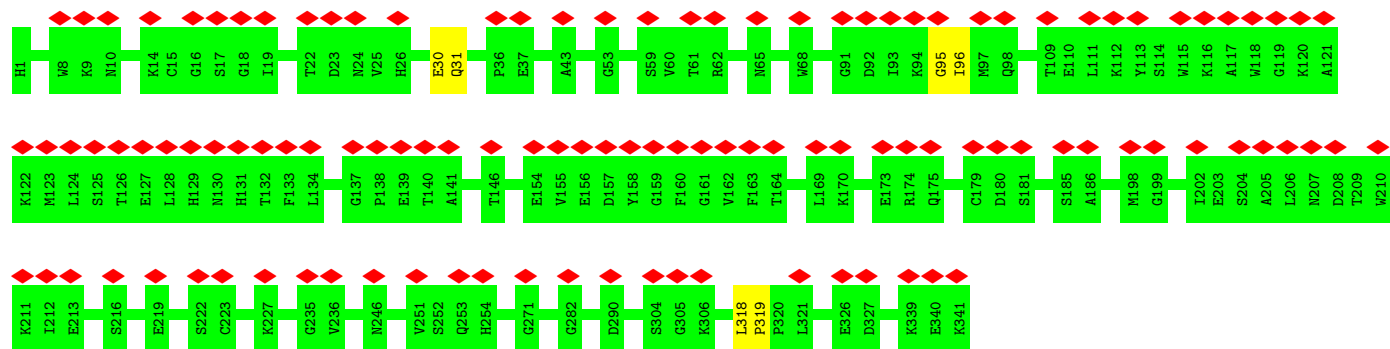 H1 W8 K9 N10 K14 C15 G16 S17 G18 I19 T22 D23 N24 V25 H26 E30 Q31 P36 E37 A43 G53 S59 V60 T61 R62 N65 W68 G91 D92 I93 K94 G95 I96 M97 Q98 T109 E110 L111 K112 Y113 S114 W115 K116 A117 W118 G119 K120 A121
K122 M123 L124 S125 T126 E127 L128 H129 N130 H131 T132 F133 L134 G137 P138 E139 T140 A141 T146 E154 V155 E156 D157 Y158 G159 F160 G161 V162 F163 T164 L169 K170 E173 R174 Q175 C179 D180 S181 S185 A186 M198 G199 I202 E203 S204 A205 L206 N207 D208 T209 W210
K211 I212 E213 S216 E219 S222 C223 K227 G235 V236 N246 V251 S252 Q253 H254 G271 G282 D290 S304 G305 K306 L318 P319 P320 L321 E326 D327 K339 E340 K341